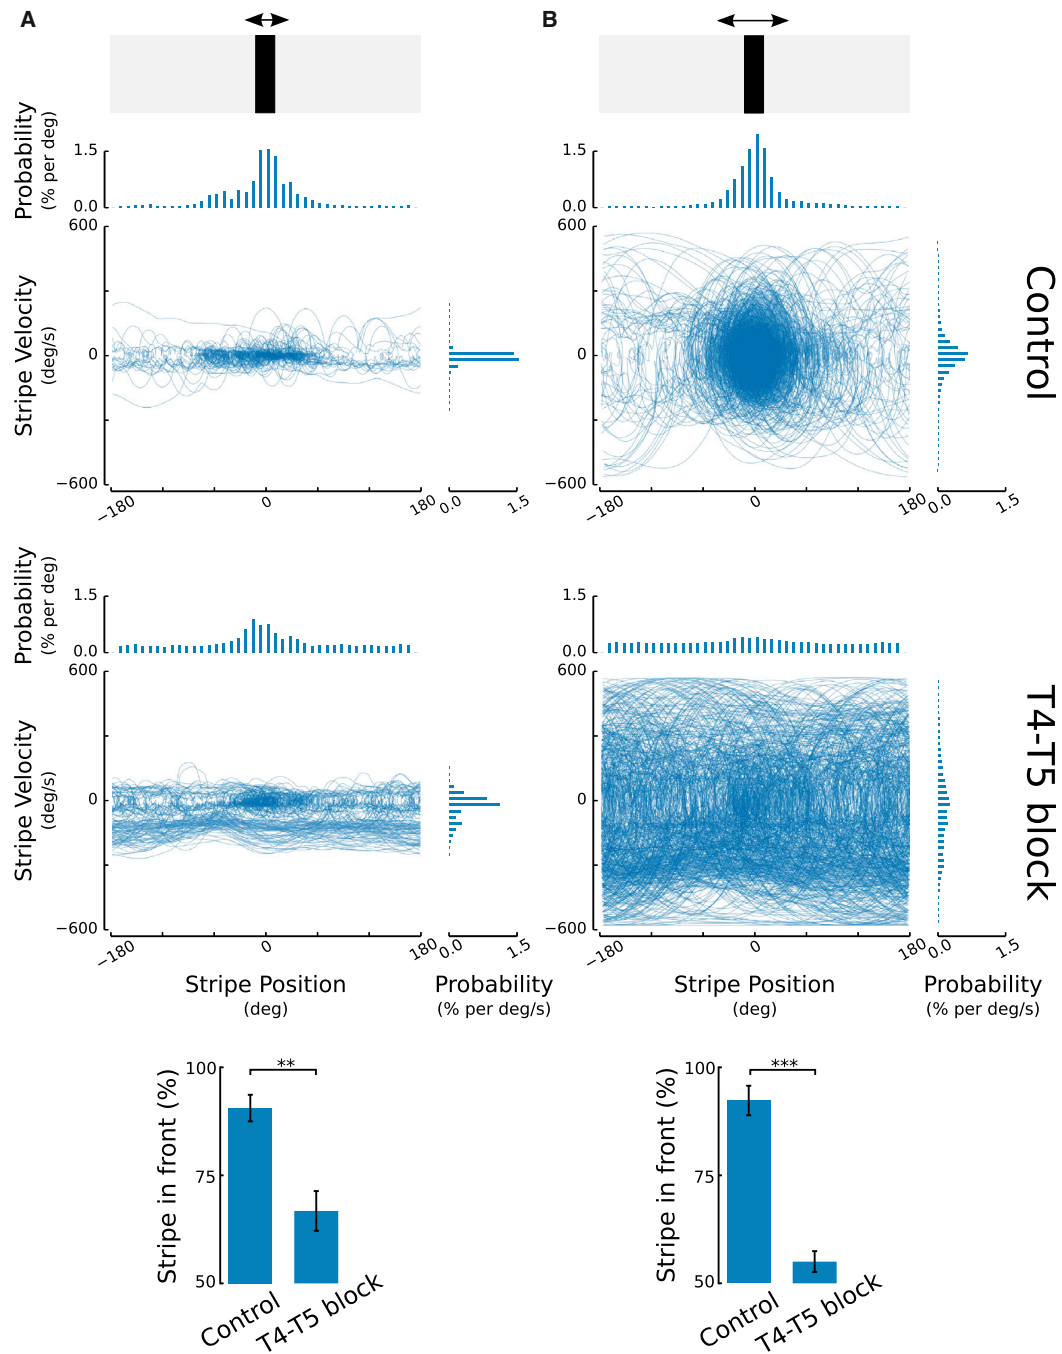 A
B
Probability
(% per deg)
1.5
0.0
1.5
0.0
Control
Stripe Velocity
(deg/s)
600
0
−600
−180
0
180
0.0
1.5
600
0
−600
−180
0
180
0.0
1.5
Probability
(% per deg)
1.5
0.0
1.5
0.0
T4-T5 block
Stripe Velocity
(deg/s)
600
0
−600
−180
0
180
0.0
1.5
600
0
−600
−180
0
180
0.0
1.5
Stripe Position
(deg)
Probability
(% per deg/s)
Stripe Position
(deg)
Probability
(% per deg/s)
Stripe in front (%)
100
75
50
**
Control
T4-T5 block
Stripe in front (%)
100
75
50
***
Control
T4-T5 block